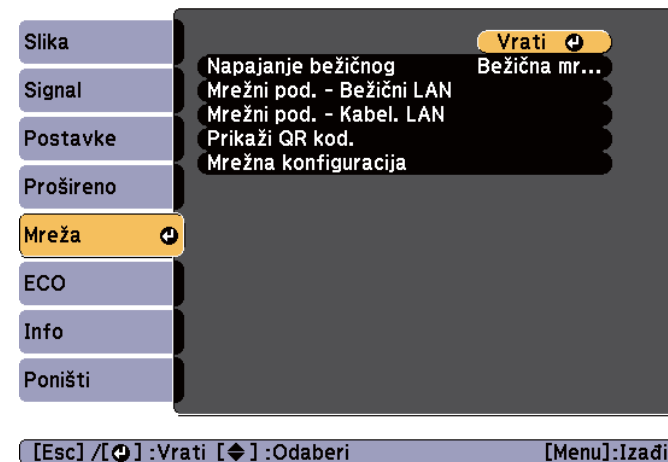 Slika
Signal
Postavke
Prošireno
Mreža
ECO
Info
Poništi
Vrati
Napajanje bežičnog Bežična mr...
Mrežni pod. - Bežični LAN
Mrežni pod. - Kabel. LAN
Prikaži QR kod.
Mrežna konfiguracija
[Esc] /[ ] :Vrati [ ] :Odaberi [Menu]:Izađi